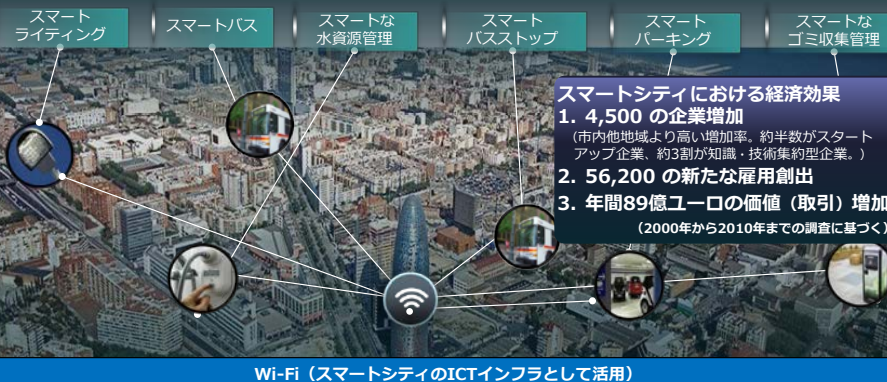 スマート
ライティング
スマートバス
スマートな
水資源管理
スマート
バスストップ
スマート
パーキング
スマートな
ゴミ収集管理
スマートシティにおける経済効果
1. 4,500 の企業増加
（市内他地域より高い増加率。約半数がスタート
アップ企業、約3割が知識・技術集約型企業。）
2. 56,200 の新たな雇用創出
3. 年間89億ユーロの価値（取引）増加
（2000年から2010年までの調査に基づく）
Wi-Fi（スマートシティのICTインフラとして活用）